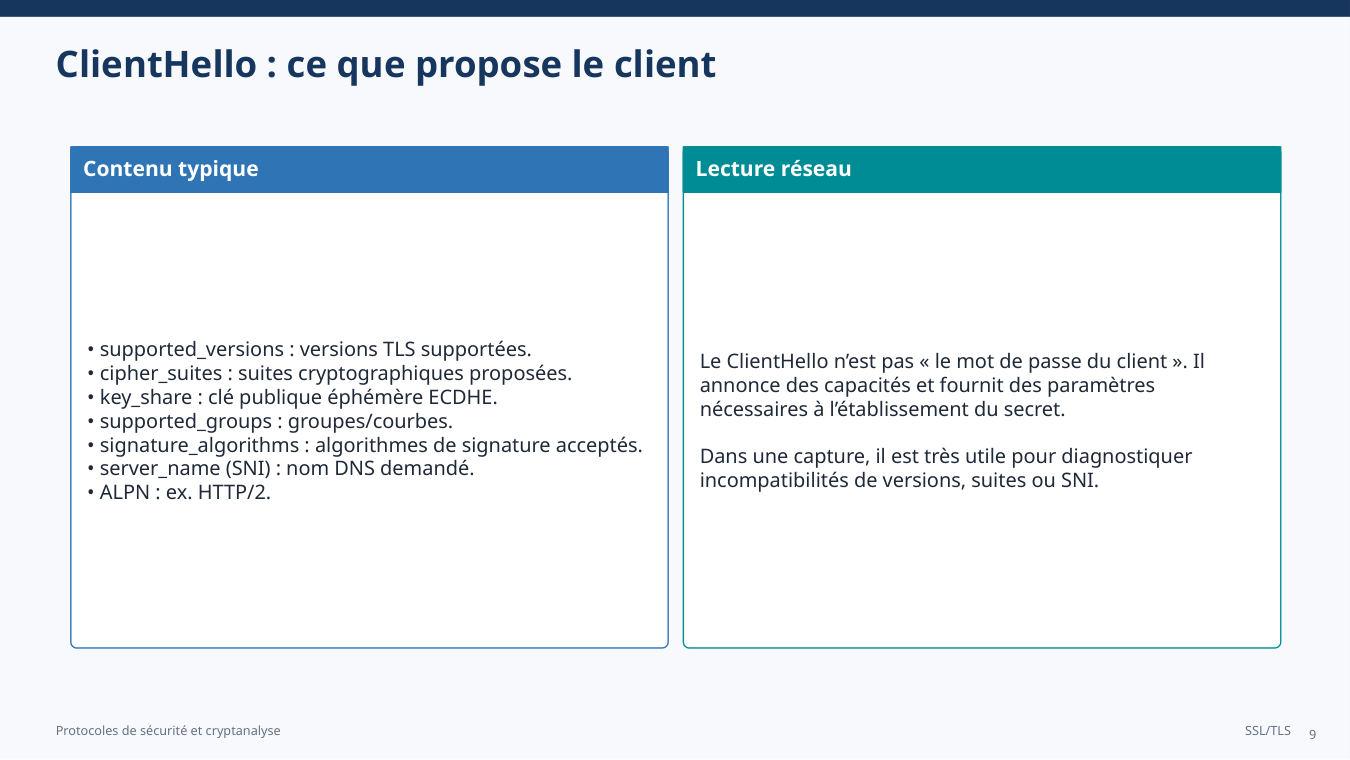 ClientHello : ce que propose le client
Contenu typique
• supported_versions : versions TLS supportées.
• cipher_suites : suites cryptographiques proposées.
• key_share : clé publique éphémère ECDHE.
• supported_groups : groupes/courbes.
• signature_algorithms : algorithmes de signature acceptés.
• server_name (SNI) : nom DNS demandé.
• ALPN : ex. HTTP/2.
Lecture réseau
Le ClientHello n’est pas « le mot de passe du client ». Il
annonce des capacités et fournit des paramètres
nécessaires à l’établissement du secret.
Dans une capture, il est très utile pour diagnostiquer
incompatibilités de versions, suites ou SNI.
Protocoles de sécurité et cryptanalyse
SSL/TLS 9